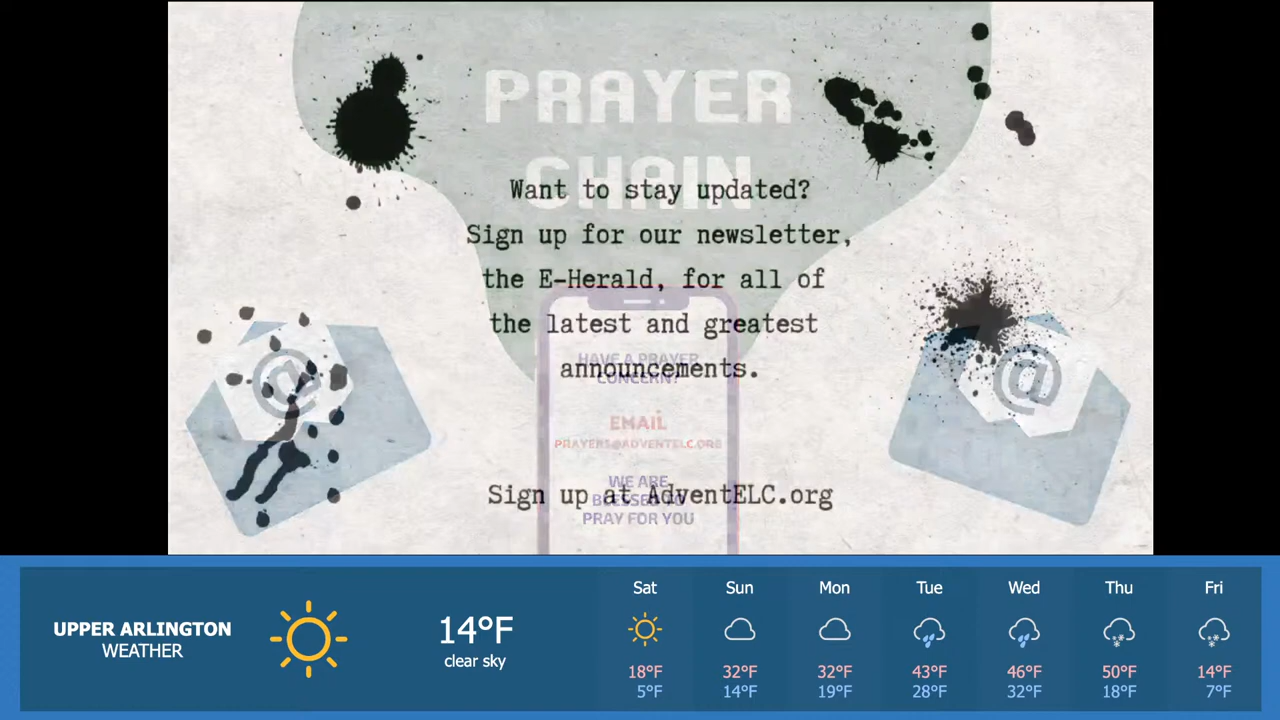 PRAYER
CHAIN
Want to stay updated?
Sign up for our newsletter,
the E-Herald, for all of
the latest and greatest
announcements.
HAVE A PRAYER
CONCERN?
EMAIL
PRAYERS@ADVENTELC.ORG
WE ARE
BLESSED TO
PRAY FOR YOU
Sign up at AdventELC.org
@
@
UPPER ARLINGTON
WEATHER
14°F
clear sky
Sat Sun Mon Tue Wed Thu Fri
18°F 32°F 32°F 43°F 46°F 50°F 14°F
5°F 14°F 19°F 28°F 32°F 18°F 7°F